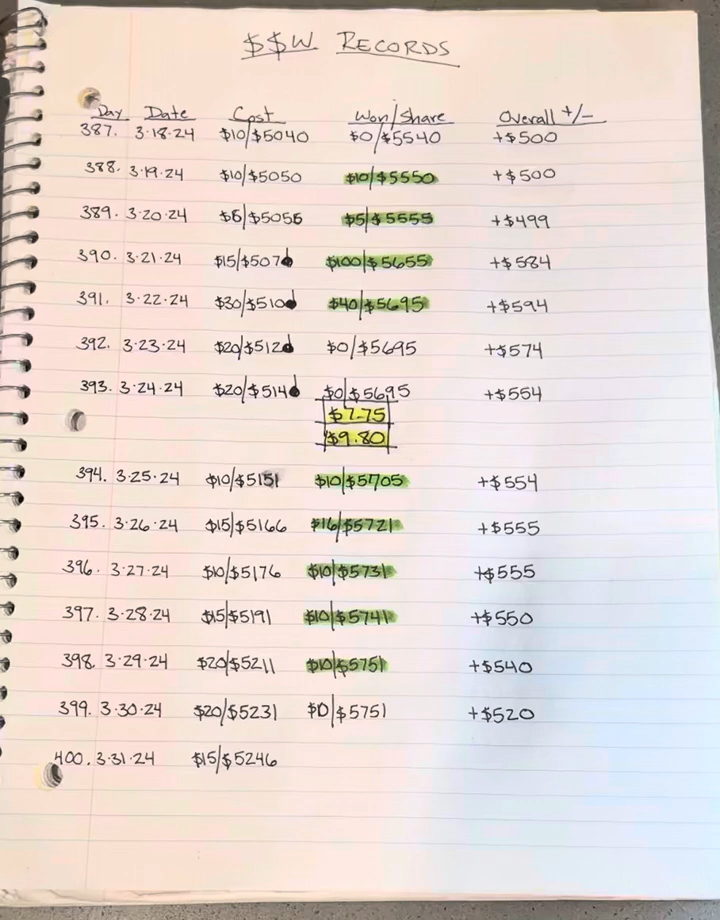 $$W RECORDS
Day Date Cost Won/Share Overall +/-
387. 3·18·24 $10/$5040 $0/$5540 +$500
388. 3·19·24 $10/$5050 $10/$5550 +$500
389. 3·20·24 $6/$5056 $5/$5555 +$499
390. 3·21·24 $15/$507 $100/$5655 +$584
391. 3·22·24 $30/$510 $40/$5695 +$594
392. 3·23·24 $20/$512 $0/$5695 +$574
393. 3·24·24 $20/$514 $0/$5695 +$554
$7.75
$9.80
394. 3·25·24 $10/$5151 $10/$5705 +$554
395. 3·26·24 $15/$5166 $16/$5721 +$555
396. 3·27·24 $10/$5176 $10/$5731 +$555
397. 3·28·24 $15/$5191 $10/$5741 +$550
398. 3·29·24 $20/$5211 $10/$5751 +$540
399. 3·30·24 $20/$5231 $0/$5751 +$520
400. 3·31·24 $15/$5246